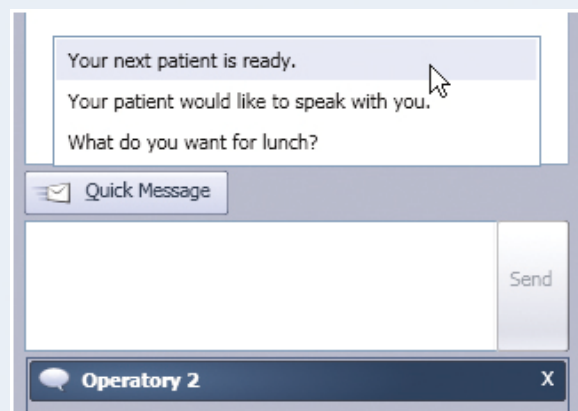 Your next patient is ready.
Your patient would like to speak with you.
What do you want for lunch?
Quick Message
Send
Operatory 2 X